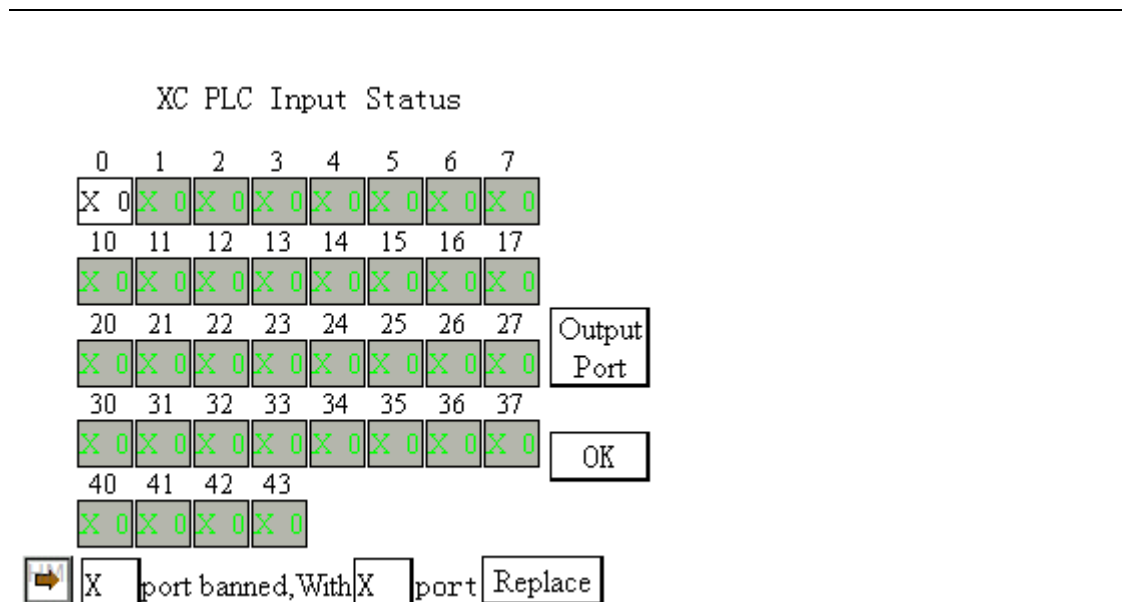 XC PLC Input Status
0 1 2 3 4 5 6 7
X 0 X 0 X 0 X 0 X 0 X 0 X 0 X 0
10 11 12 13 14 15 16 17
X 0 X 0 X 0 X 0 X 0 X 0 X 0 X 0
20 21 22 23 24 25 26 27
X 0 X 0 X 0 X 0 X 0 X 0 X 0 X 0
Output
Port
30 31 32 33 34 35 36 37
X 0 X 0 X 0 X 0 X 0 X 0 X 0 X 0
OK
40 41 42 43
X 0 X 0 X 0 X 0
X port banned, With X port Replace